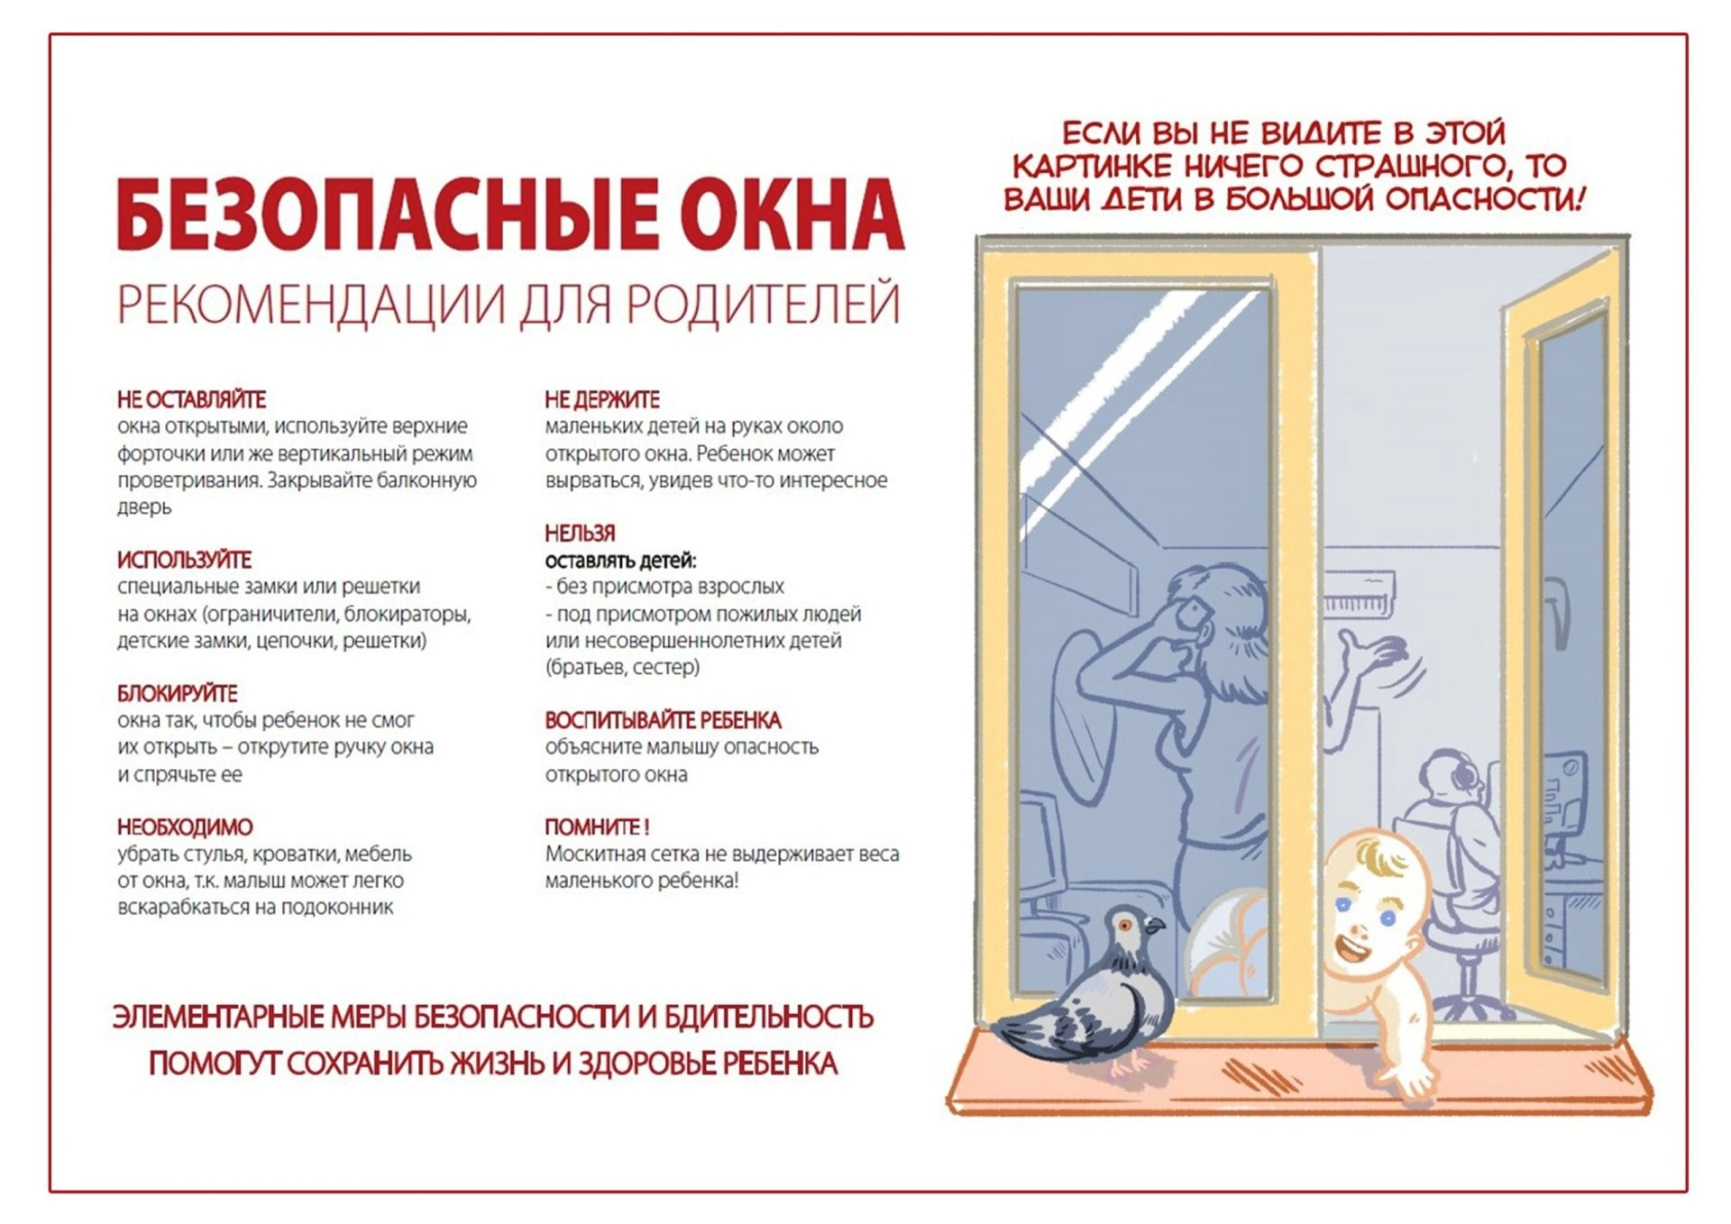 БЕЗОПАСНЫЕ ОКНА
РЕКОМЕНДАЦИИ ДЛЯ РОДИТЕЛЕЙ
НЕ ОСТАВЛЯЙТЕ
окна открытыми, используйте верхние
форточки или же вертикальный режим
проветривания. Закрывайте балконную
дверь
ИСПОЛЬЗУЙТЕ
специальные замки или решетки
на окнах (ограничители, блокираторы,
детские замки, цепочки, решетки)
БЛОКИРУЙТЕ
окна так, чтобы ребенок не смог
их открыть – открутите ручку окна
и спрячьте ее
НЕОБХОДИМО
убрать стулья, кроватки, мебель
от окна, т.к. малыш может легко
вскарабкаться на подоконник
НЕ ДЕРЖИТЕ
маленьких детей на руках около
открытого окна. Ребенок может
вырваться, увидев что-то интересное
НЕЛЬЗЯ
оставлять детей:
- без присмотра взрослых
- под присмотром пожилых людей
или несовершеннолетних детей
(братьев, сестер)
ВОСПИТЫВАЙТЕ РЕБЕНКА
объясните малышу опасность
открытого окна
ПОМНИТЕ !
Москитная сетка не выдерживает веса
маленького ребенка!
ЭЛЕМЕНТАРНЫЕ МЕРЫ БЕЗОПАСНОСТИ И БДИТЕЛЬНОСТЬ
ПОМОГУТ СОХРАНИТЬ ЖИЗНЬ И ЗДОРОВЬЕ РЕБЕНКА
ЕСЛИ ВЫ НЕ ВИДИТЕ В ЭТОЙ
КАРТИНКЕ НИЧЕГО СТРАШНОГО, ТО
ВАШИ ДЕТИ В БОЛЬШОЙ ОПАСНОСТИ!